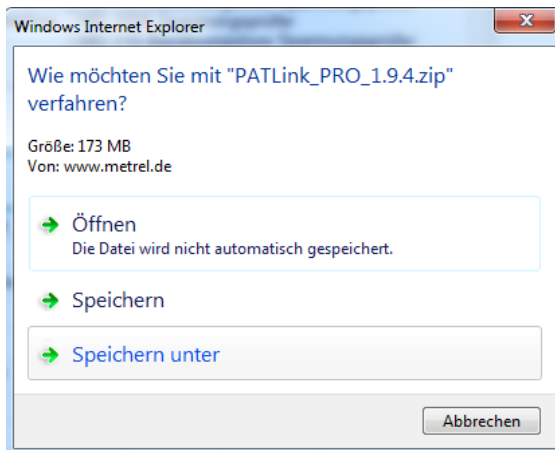 Windows Internet Explorer
Wie möchten Sie mit "PATLink_PRO_1.9.4.zip"
verfahren?
Größe: 173 MB
Von: www.metrel.de
Öffnen
Die Datei wird nicht automatisch gespeichert.
Speichern
Speichern unter
Abbrechen